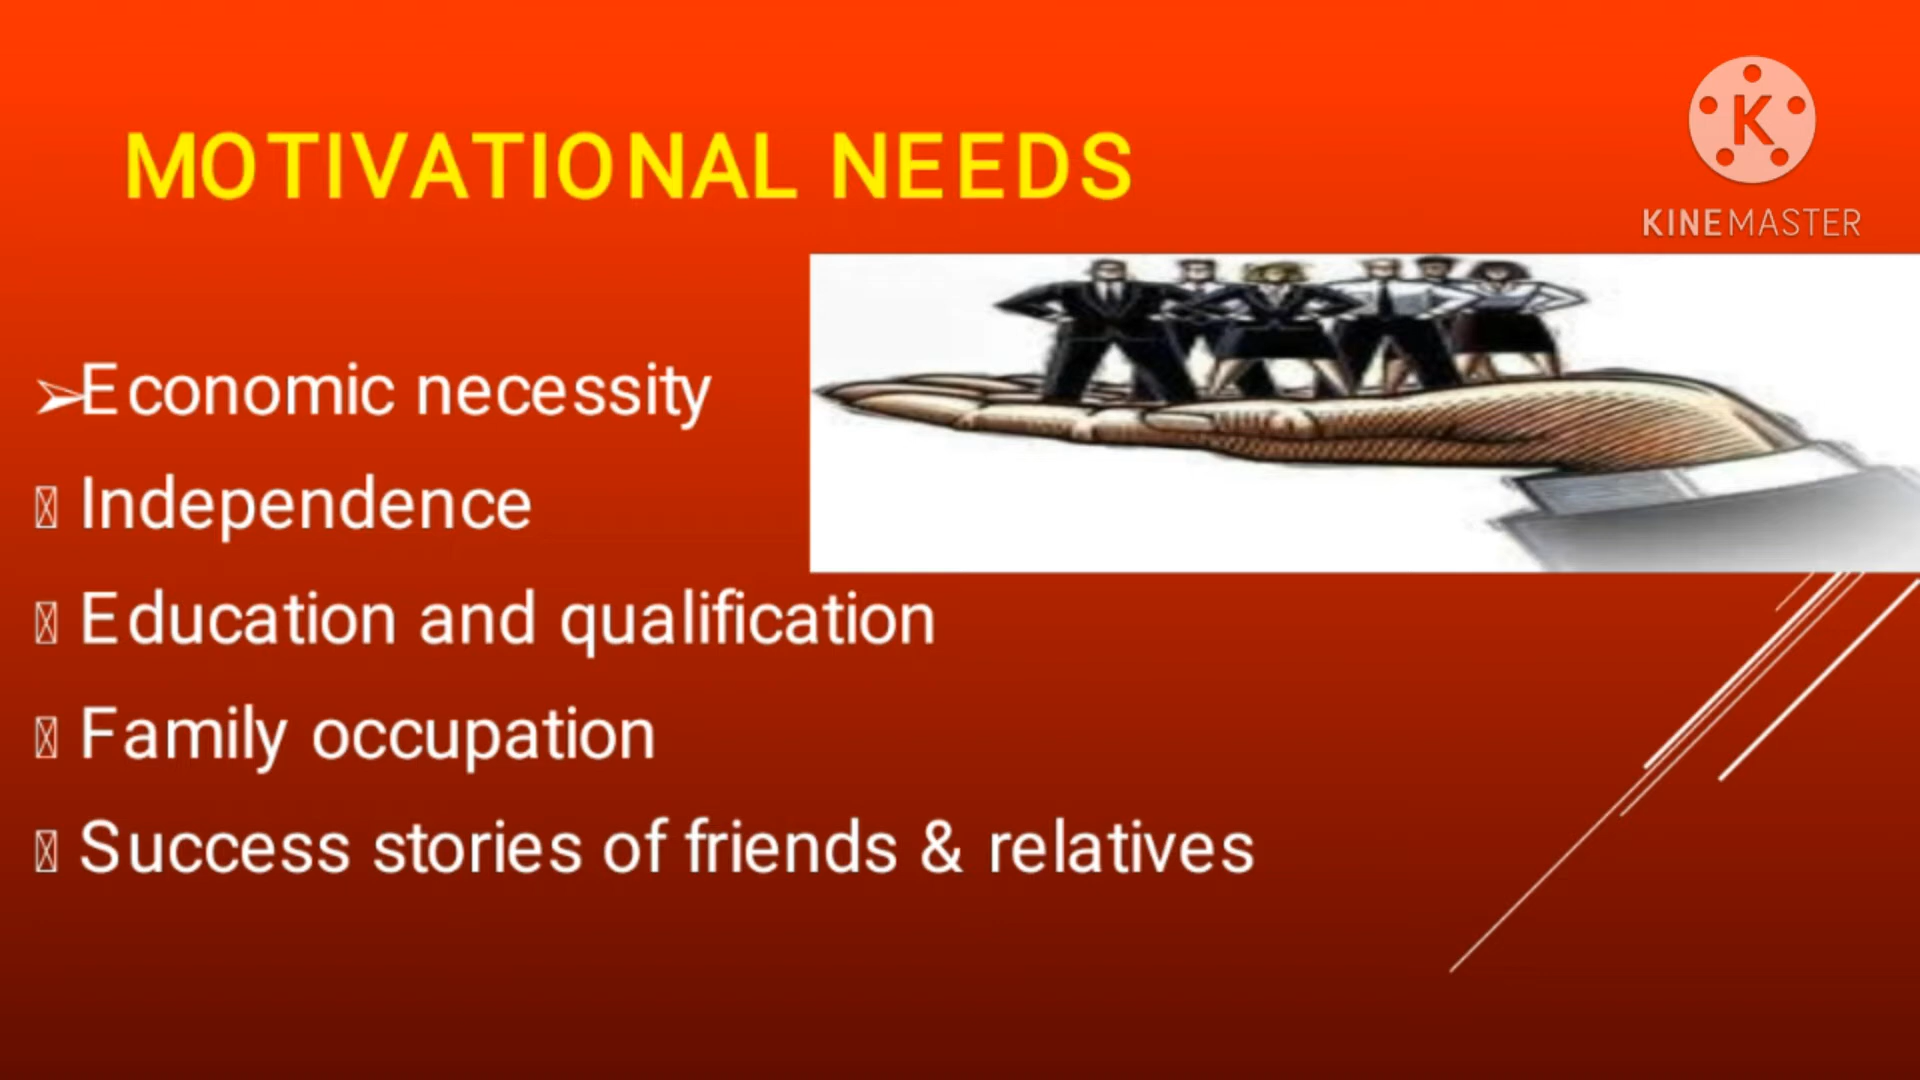 K
KINEMASTER
MOTIVATIONAL NEEDS
➢Economic necessity
Independence
Education and qualification
Family occupation
Success stories of friends & relatives